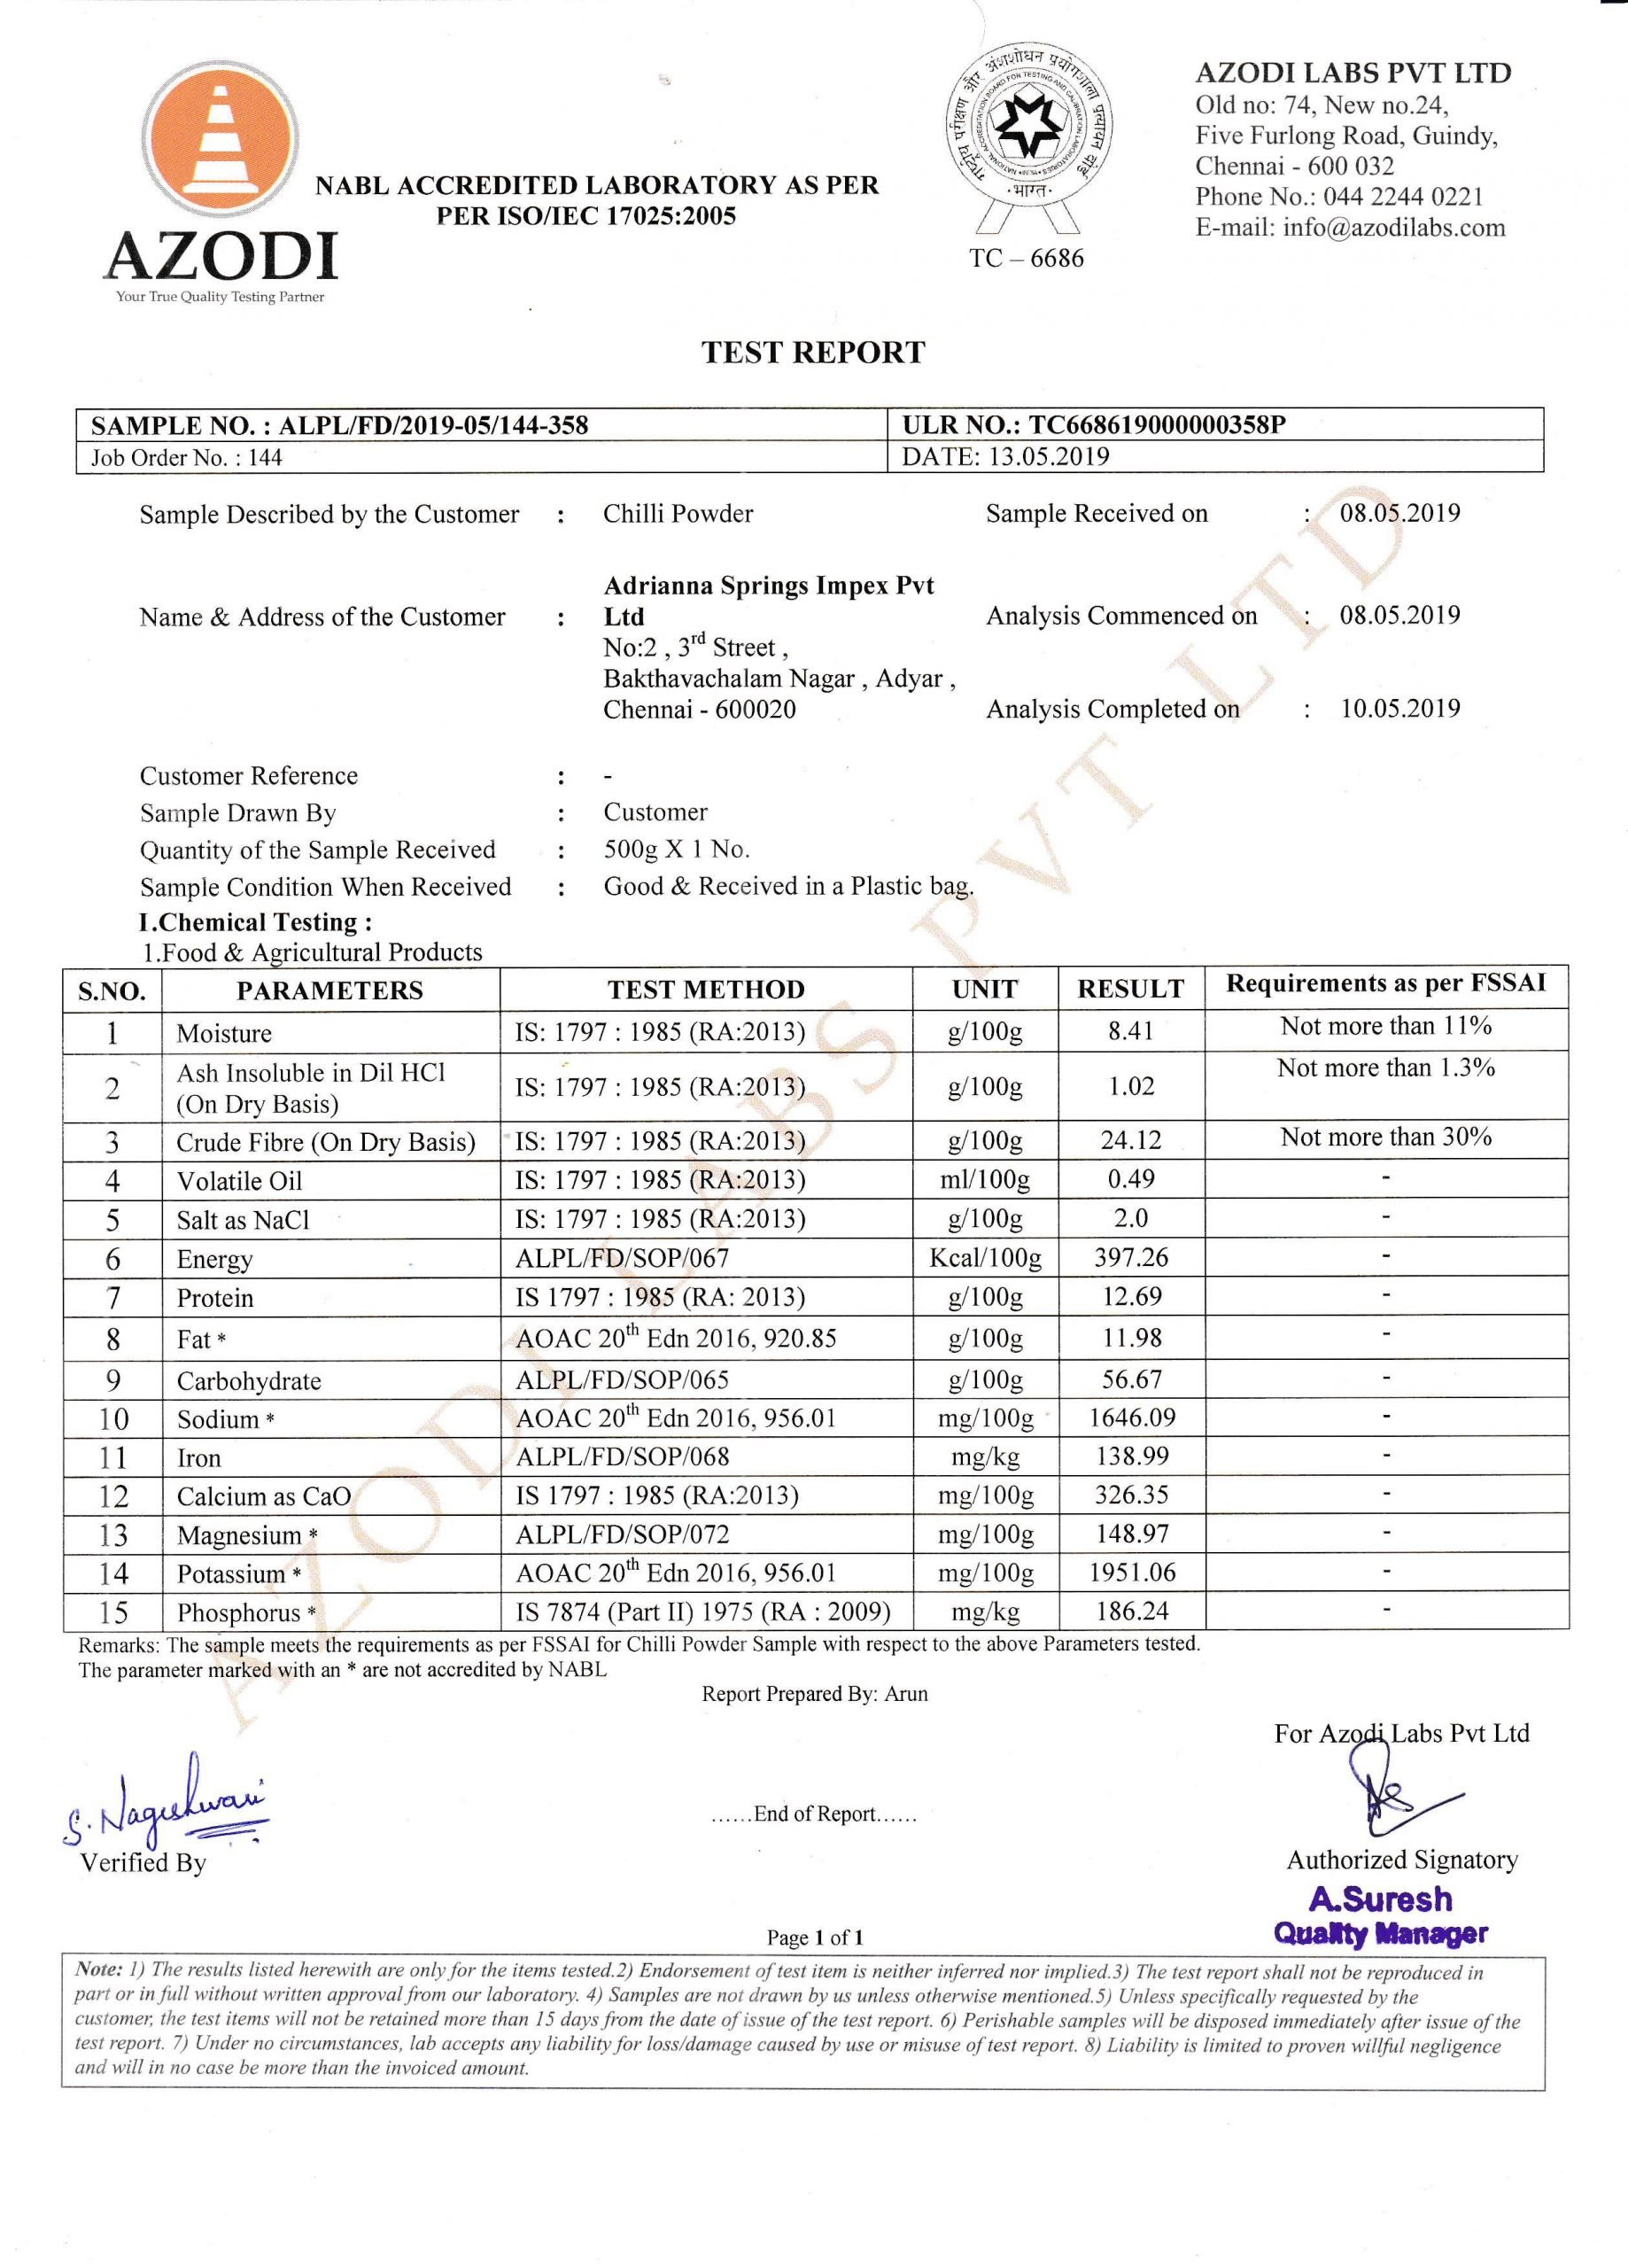 AZODI
Your True Quality Testing Partner
NABL ACCREDITED LABORATORY AS PER
PER ISO/IEC 17025:2005
राष्ट्रीय परीक्षण और अंशशोधन प्रयोगशाला प्रत्यायन बोर्ड
NATIONAL ACCREDITATION BOARD FOR TESTING AND CALIBRATION LABORATORIES
भारत
TC – 6686
AZODI LABS PVT LTD
Old no: 74, New no.24,
Five Furlong Road, Guindy,
Chennai - 600 032
Phone No.: 044 2244 0221
E-mail: info@azodilabs.com
TEST REPORT
SAMPLE NO. : ALPL/FD/2019-05/144-358 ULR NO.: TC668619000000358P
Job Order No. : 144 DATE: 13.05.2019
Sample Described by the Customer : Chilli Powder Sample Received on : 08.05.2019
Adrianna Springs Impex Pvt
Name & Address of the Customer : Ltd Analysis Commenced on : 08.05.2019
No:2 , 3rd Street ,
Bakthavachalam Nagar , Adyar ,
Chennai - 600020 Analysis Completed on : 10.05.2019
Customer Reference : -
Sample Drawn By : Customer
Quantity of the Sample Received : 500g X 1 No.
Sample Condition When Received : Good & Received in a Plastic bag.
I.Chemical Testing :
1.Food & Agricultural Products
S.NO. PARAMETERS TEST METHOD UNIT RESULT Requirements as per FSSAI
1 Moisture IS: 1797 : 1985 (RA:2013) g/100g 8.41 Not more than 11%
2 Ash Insoluble in Dil HCl IS: 1797 : 1985 (RA:2013) g/100g 1.02 Not more than 1.3%
(On Dry Basis)
3 Crude Fibre (On Dry Basis) IS: 1797 : 1985 (RA:2013) g/100g 24.12 Not more than 30%
4 Volatile Oil IS: 1797 : 1985 (RA:2013) ml/100g 0.49 -
5 Salt as NaCl IS: 1797 : 1985 (RA:2013) g/100g 2.0 -
6 Energy ALPL/FD/SOP/067 Kcal/100g 397.26 -
7 Protein IS 1797 : 1985 (RA: 2013) g/100g 12.69 -
8 Fat * AOAC 20th Edn 2016, 920.85 g/100g 11.98 -
9 Carbohydrate ALPL/FD/SOP/065 g/100g 56.67 -
10 Sodium * AOAC 20th Edn 2016, 956.01 mg/100g 1646.09 -
11 Iron ALPL/FD/SOP/068 mg/kg 138.99 -
12 Calcium as CaO IS 1797 : 1985 (RA:2013) mg/100g 326.35 -
13 Magnesium * ALPL/FD/SOP/072 mg/100g 148.97 -
14 Potassium * AOAC 20th Edn 2016, 956.01 mg/100g 1951.06 -
15 Phosphorus * IS 7874 (Part II) 1975 (RA : 2009) mg/kg 186.24 -
AZODI LABS PVT LTD
Remarks: The sample meets the requirements as per FSSAI for Chilli Powder Sample with respect to the above Parameters tested.
The parameter marked with an * are not accredited by NABL
Report Prepared By: Arun
For Azodi Labs Pvt Ltd
S. Nageshwari
......End of Report......
Verified By
Authorized Signatory
A.Suresh
Quality Manager
Page 1 of 1
Note: 1) The results listed herewith are only for the items tested.2) Endorsement of test item is neither inferred nor implied.3) The test report shall not be reproduced in
part or in full without written approval from our laboratory. 4) Samples are not drawn by us unless otherwise mentioned.5) Unless specifically requested by the
customer, the test items will not be retained more than 15 days from the date of issue of the test report. 6) Perishable samples will be disposed immediately after issue of the
test report. 7) Under no circumstances, lab accepts any liability for loss/damage caused by use or misuse of test report. 8) Liability is limited to proven willful negligence
and will in no case be more than the invoiced amount.